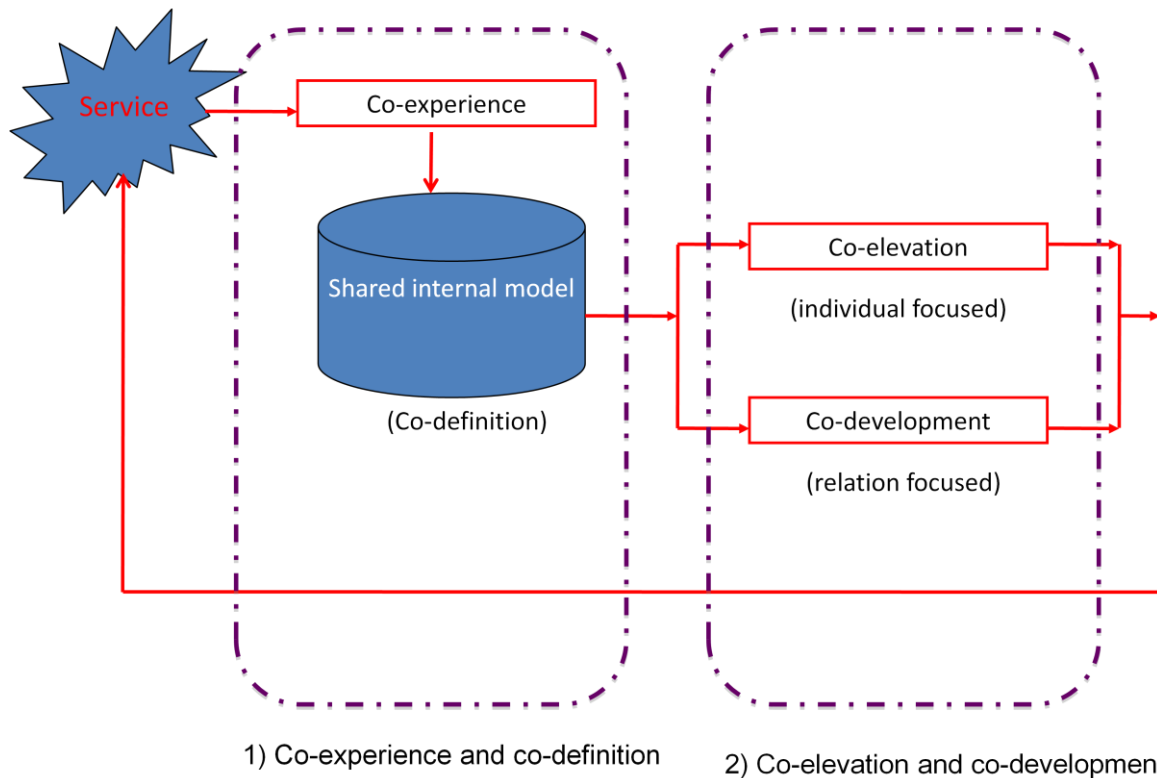 Service
Co-experience
Shared internal model
(Co-definition)
Co-elevation
(individual focused)
Co-development
(relation focused)
1) Co-experience and co-definition
2) Co-elevation and co-developmen